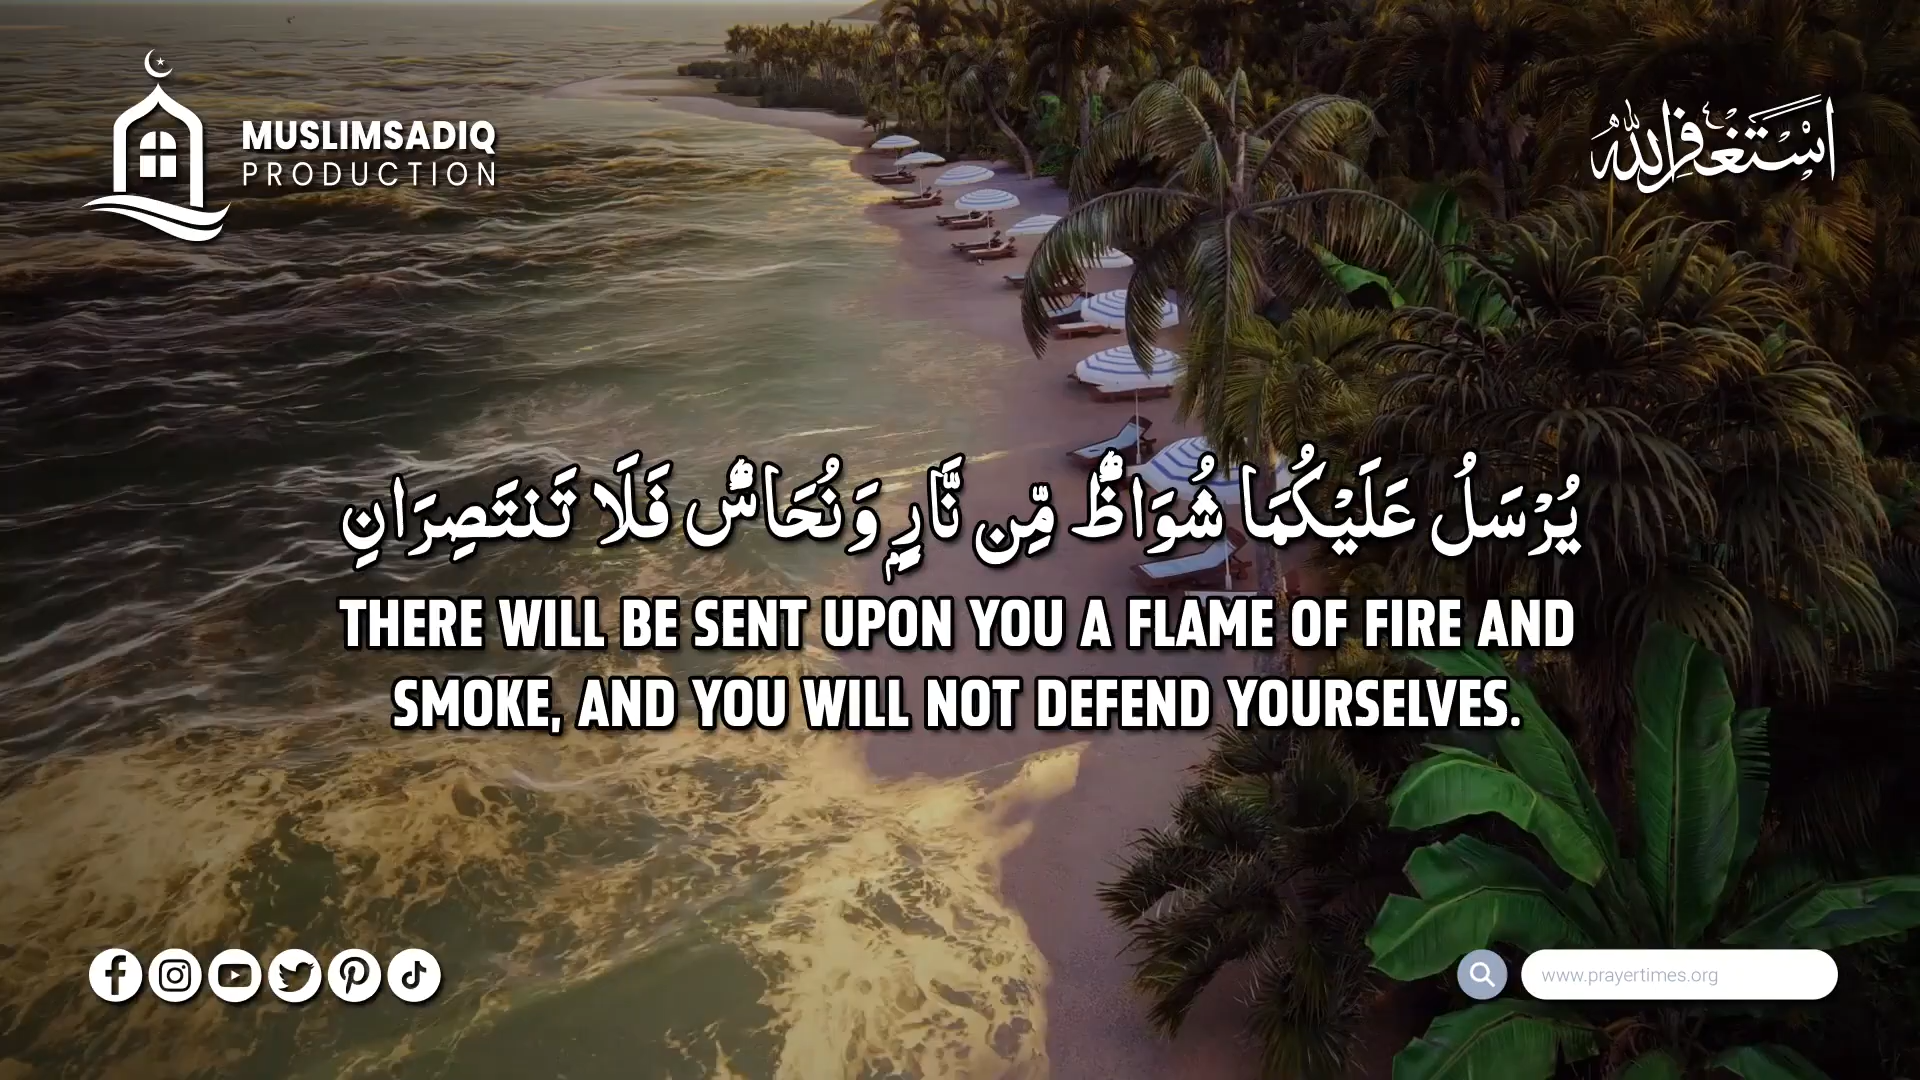 MUSLIMSADIQ
PRODUCTION
اَسْتَغْفِرُ اللّٰه
يُرْسَلُ عَلَيْكُمَا شُوَاظٌ مِّن نَّارٍ وَنُحَاسٌ فَلَا تَنتَصِرَانِ
THERE WILL BE SENT UPON YOU A FLAME OF FIRE AND
SMOKE, AND YOU WILL NOT DEFEND YOURSELVES.
www.prayertimes.org